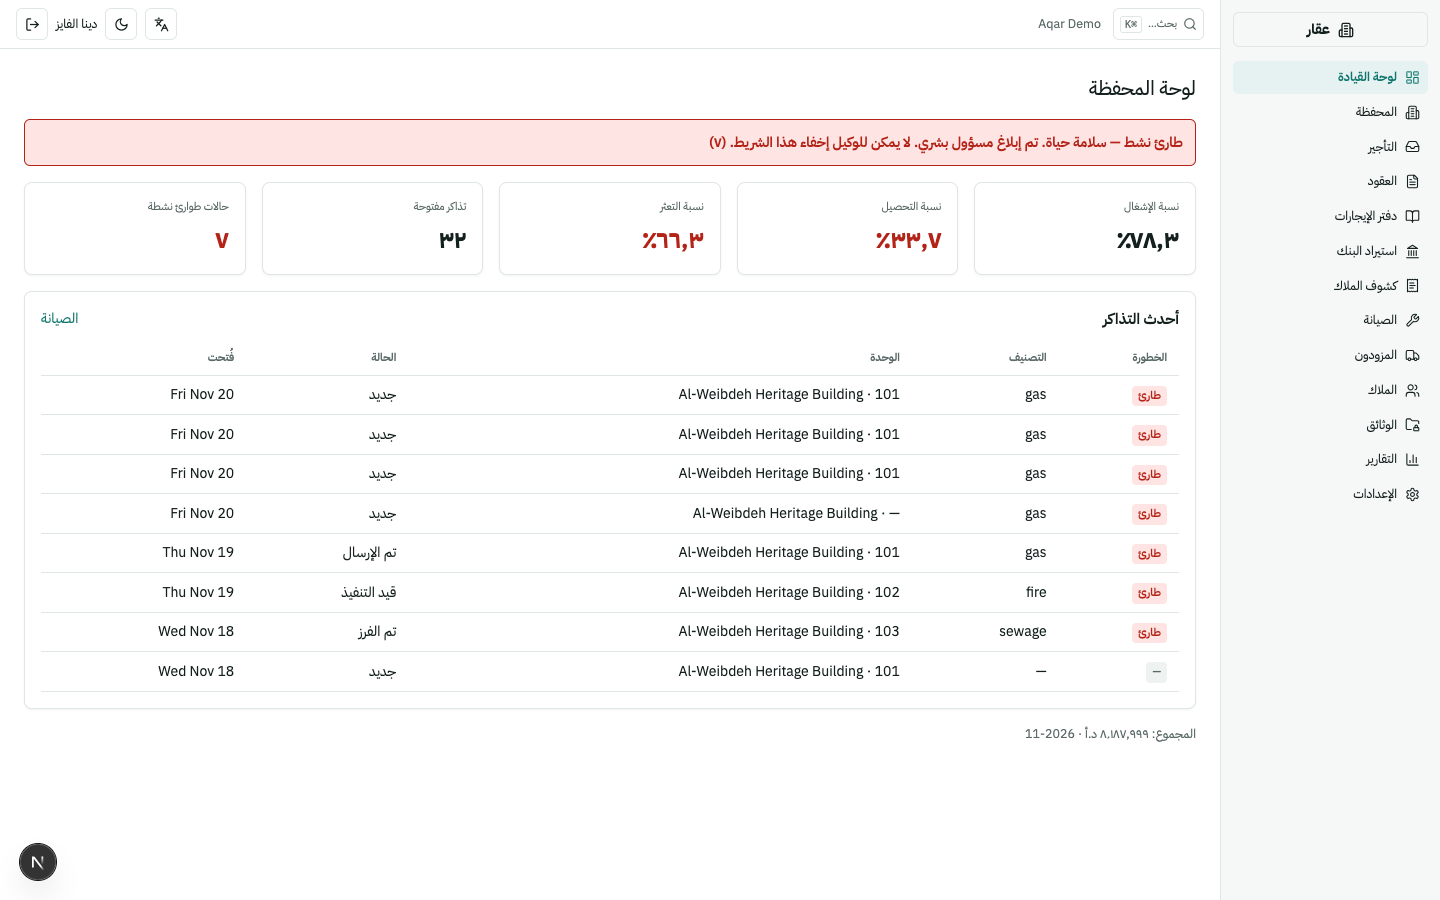 عقار
لوحة القيادة
المحفظة
التأجير
العقود
دفتر الإيجارات
استيراد البنك
كشوف الملاك
الصيانة
المزودون
الملاك
الوثائق
التقارير
الإعدادات
بحث... ⌘K
Aqar Demo
دينا الفايز
لوحة المحفظة
طارئ نشط — سلامة حياة. تم إبلاغ مسؤول بشري. لا يمكن للوكيل إخفاء هذا الشريط. (٧)
نسبة الإشغال
٧٨,٣٪
نسبة التحصيل
٣٣,٧٪
نسبة التعثر
٦٦,٣٪
تذاكر مفتوحة
٣٢
حالات طوارئ نشطة
٧
أحدث التذاكر
الصيانة
الخطورة التصنيف الوحدة الحالة فُتحت
طارئ gas Al-Weibdeh Heritage Building · 101 جديد Fri Nov 20
طارئ gas Al-Weibdeh Heritage Building · 101 جديد Fri Nov 20
طارئ gas Al-Weibdeh Heritage Building · 101 جديد Fri Nov 20
طارئ gas Al-Weibdeh Heritage Building · — جديد Fri Nov 20
طارئ gas Al-Weibdeh Heritage Building · 101 تم الإرسال Thu Nov 19
طارئ fire Al-Weibdeh Heritage Building · 102 قيد التنفيذ Thu Nov 19
طارئ sewage Al-Weibdeh Heritage Building · 103 تم الفرز Wed Nov 18
— — Al-Weibdeh Heritage Building · 101 جديد Wed Nov 18
المجموع: ٨,١٨٧,٩٩٩ د.أ · 2026-11